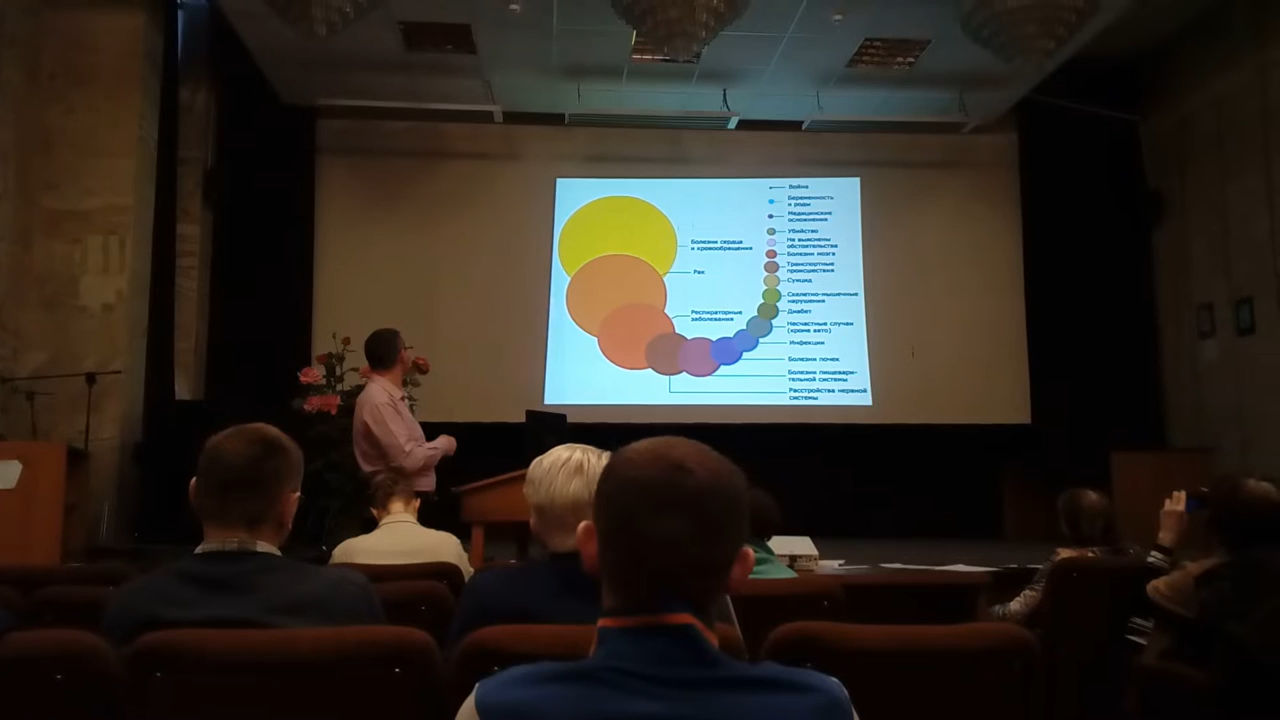 Война
Беременность
и роды
Медицинские
осложнения
Убийство
Не выяснены
обстоятельства
Болезни мозга
Транспортные
происшествия
Суицид
Скелетно-мышечные
нарушения
Диабет
Несчастные случаи
(кроме авто)
Инфекции
Болезни почек
Болезни пищевари-
тельной системы
Расстройства нервной
системы
Болезни сердца
и кровообращения
Рак
Респираторные
заболевания